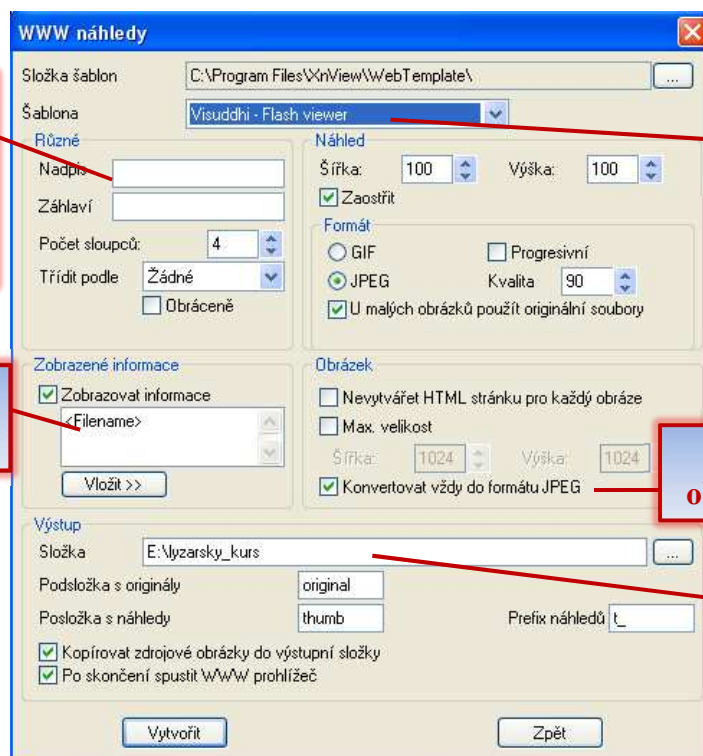 WWW náhledy
Složka šablon C:\Program Files\XnView\WebTemplate\ ...
Šablona Visuddhi - Flash viewer
Různé
Nadpis
Záhlaví
Počet sloupců: 4
Třídit podle Žádné
Obráceně
Náhled
Šířka: 100 Výška: 100
Zaostřit
Formát
GIF Progresivní
JPEG Kvalita 90
U malých obrázků použít originální soubory
Zobrazené informace
Zobrazovat informace
<Filename>
Vložit >>
Obrázek
Nevytvářet HTML stránku pro každý obráze
Max. velikost
Šířka: 1024 Výška: 1024
Konvertovat vždy do formátu JPEG
o
Výstup
Složka E:\lyzarsky_kurs ...
Podsložka s originály original
Posložka s náhledy thumb Prefix náhledů t_
Kopírovat zdrojové obrázky do výstupní složky
Po skončení spustit WWW prohlížeč
Vytvořit Zpět